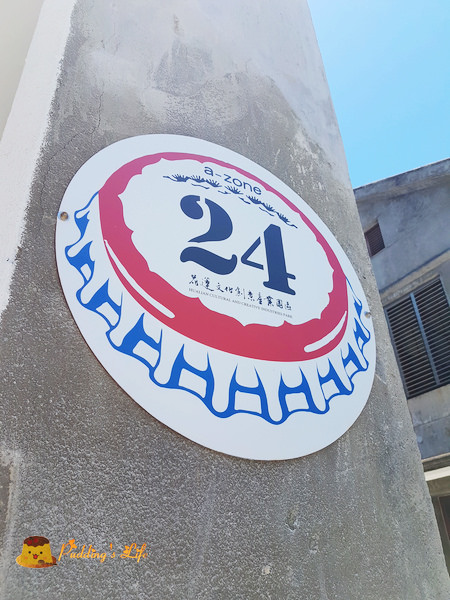 a-zone
24
花蓮文化創意產業園區
HUALIEN CULTURAL AND CREATIVE INDUSTRIES PARK
Pudding's Life